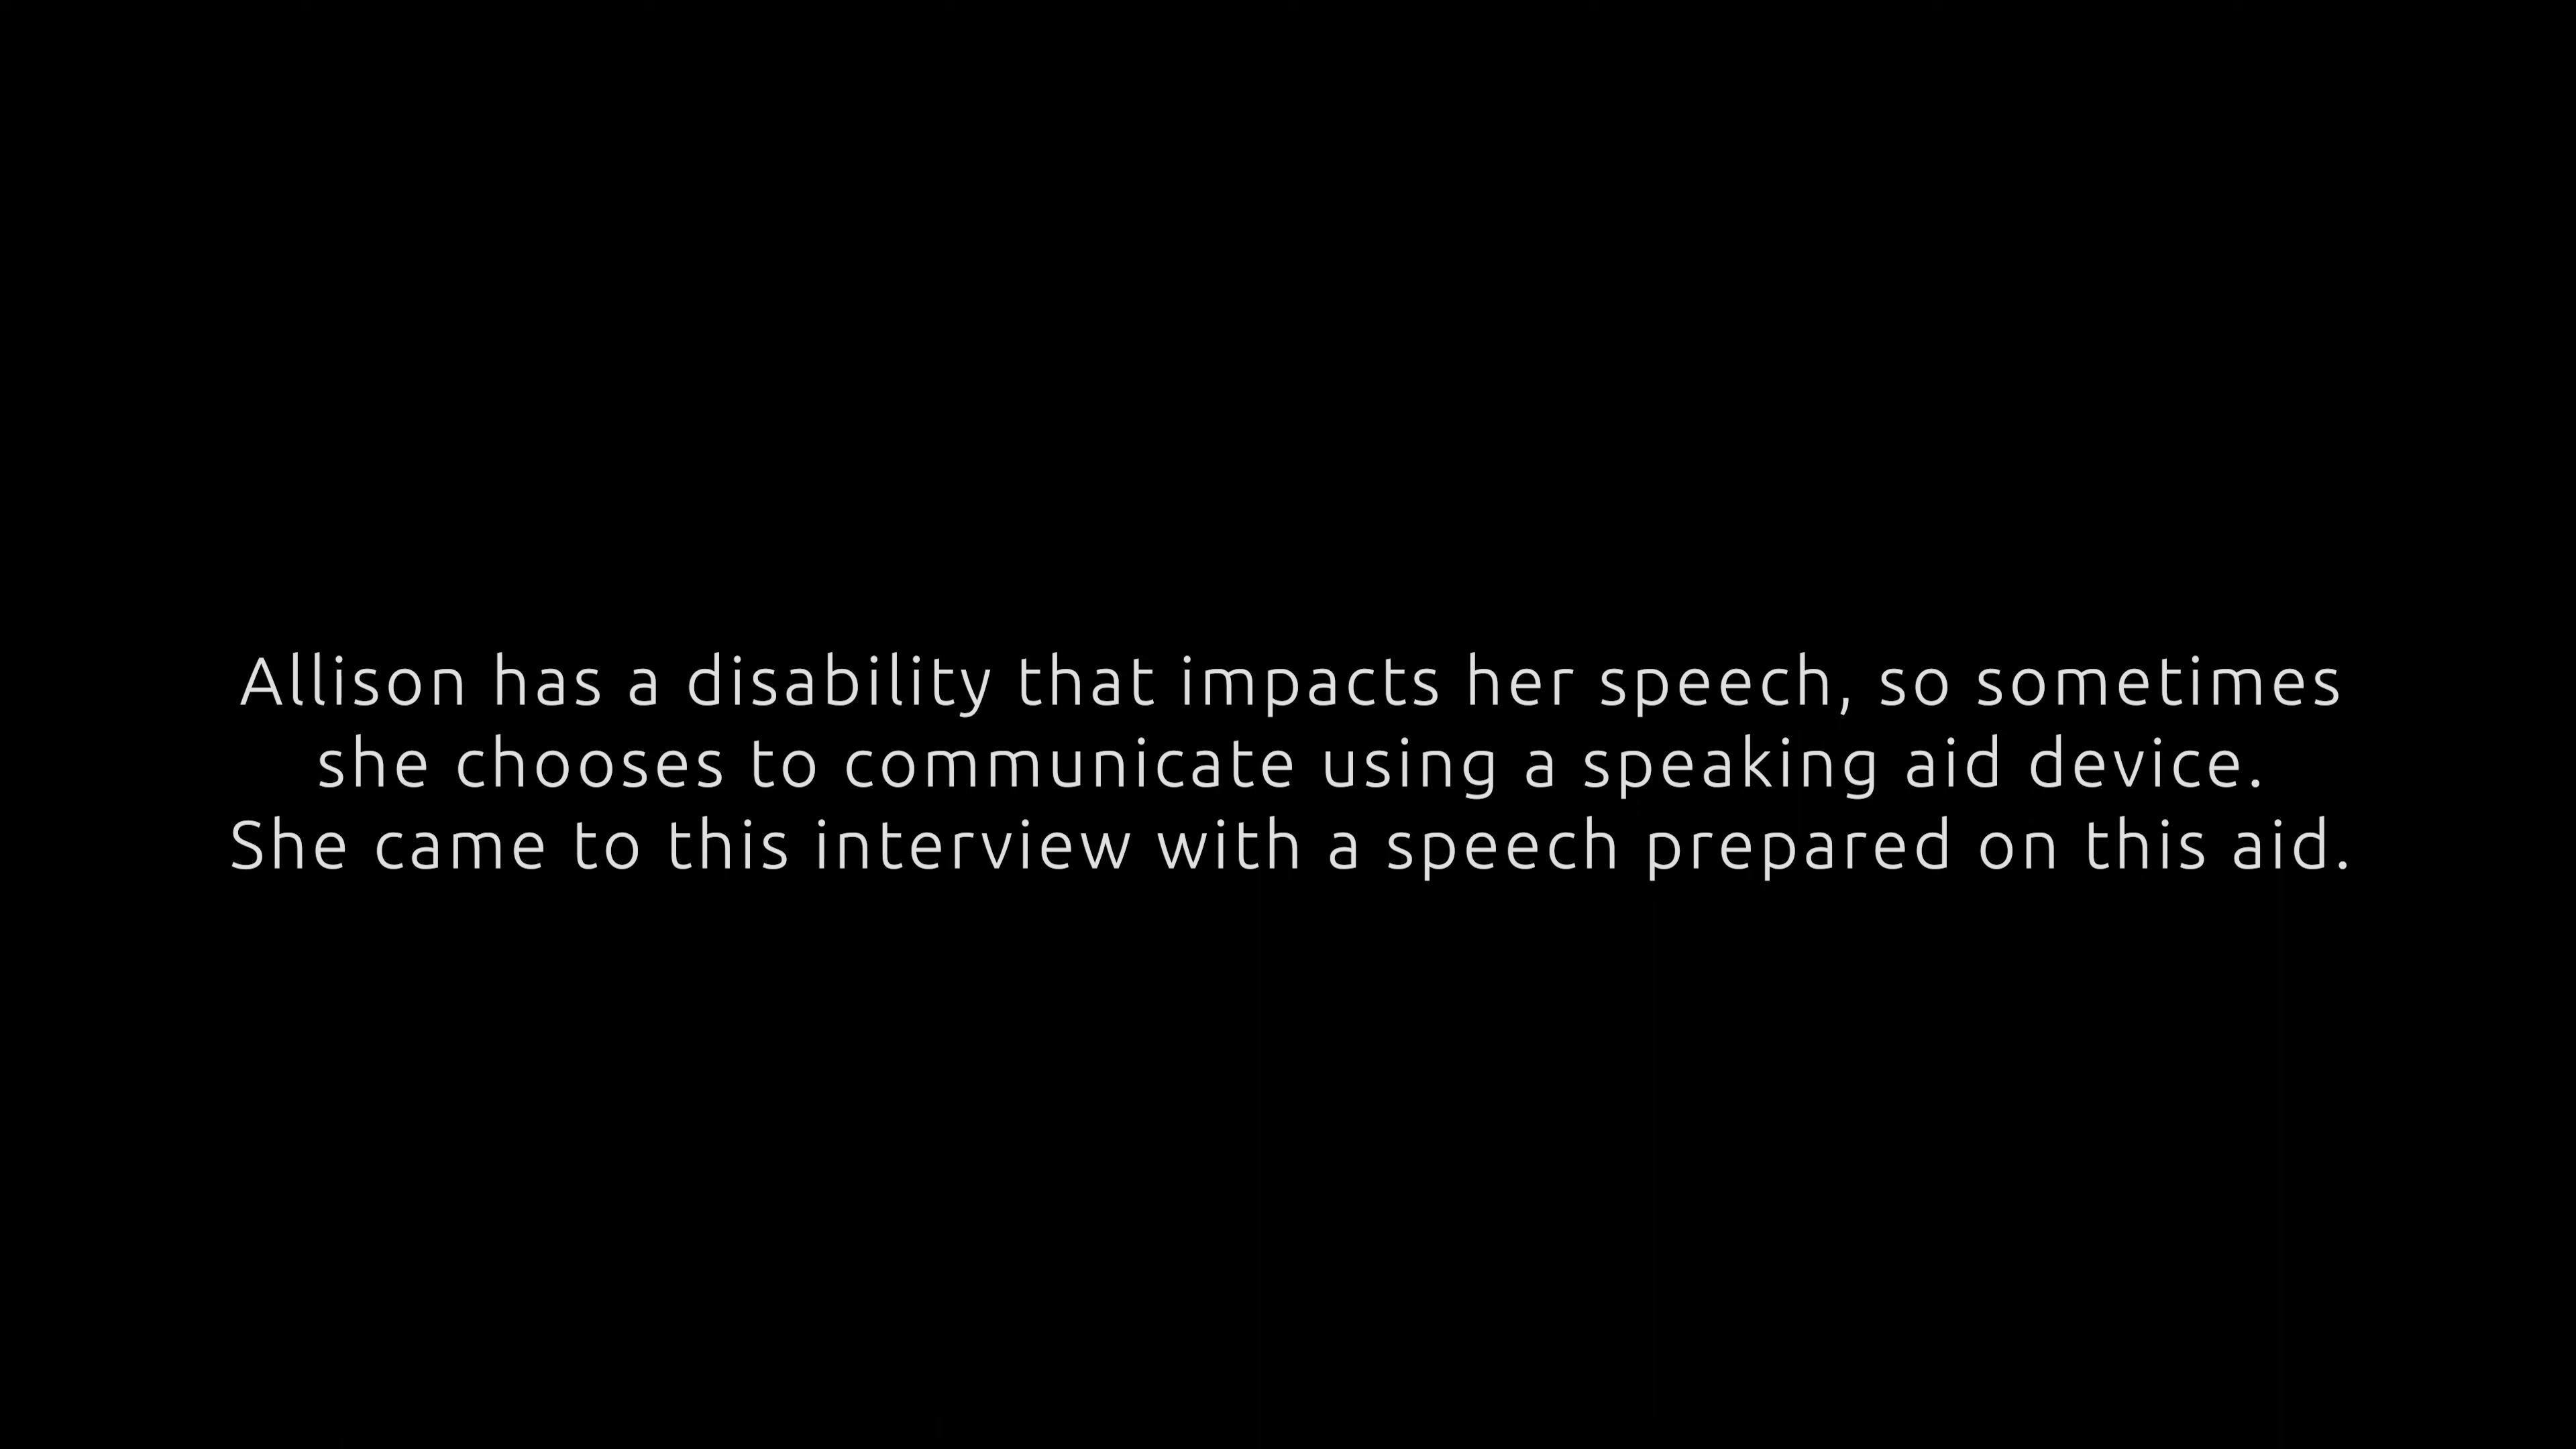 Allison has a disability that impacts her speech, so sometimes
she chooses to communicate using a speaking aid device.
She came to this interview with a speech prepared on this aid.